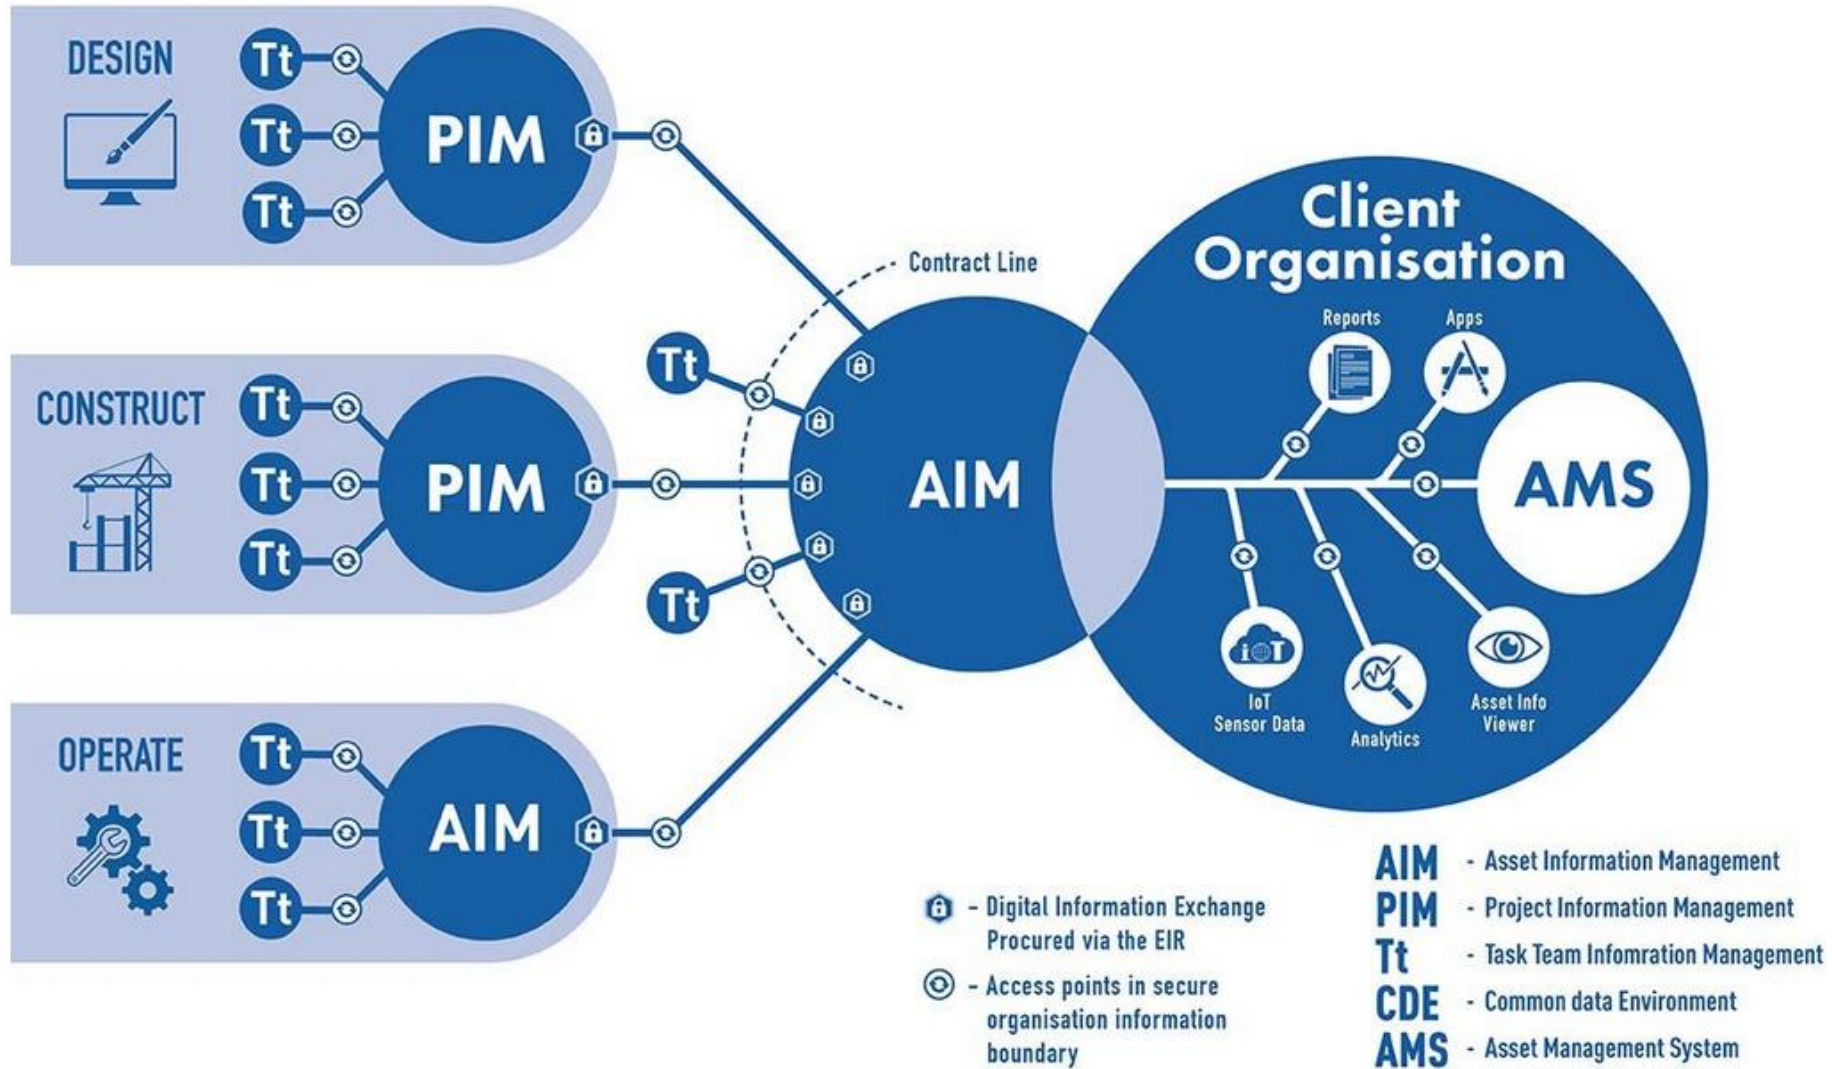 DESIGN
Tt
Tt
Tt
PIM
CONSTRUCT
Tt
Tt
Tt
PIM
OPERATE
Tt
Tt
Tt
AIM
Contract Line
Tt
Tt
AIM
Client
Organisation
Reports
Apps
AMS
IoT
IoT
Sensor Data
Analytics
Asset Info
Viewer
- Digital Information Exchange
Procured via the EIR
- Access points in secure
organisation information
boundary
AIM - Asset Information Management
PIM - Project Information Management
Tt - Task Team Infomration Management
CDE - Common data Environment
AMS - Asset Management System